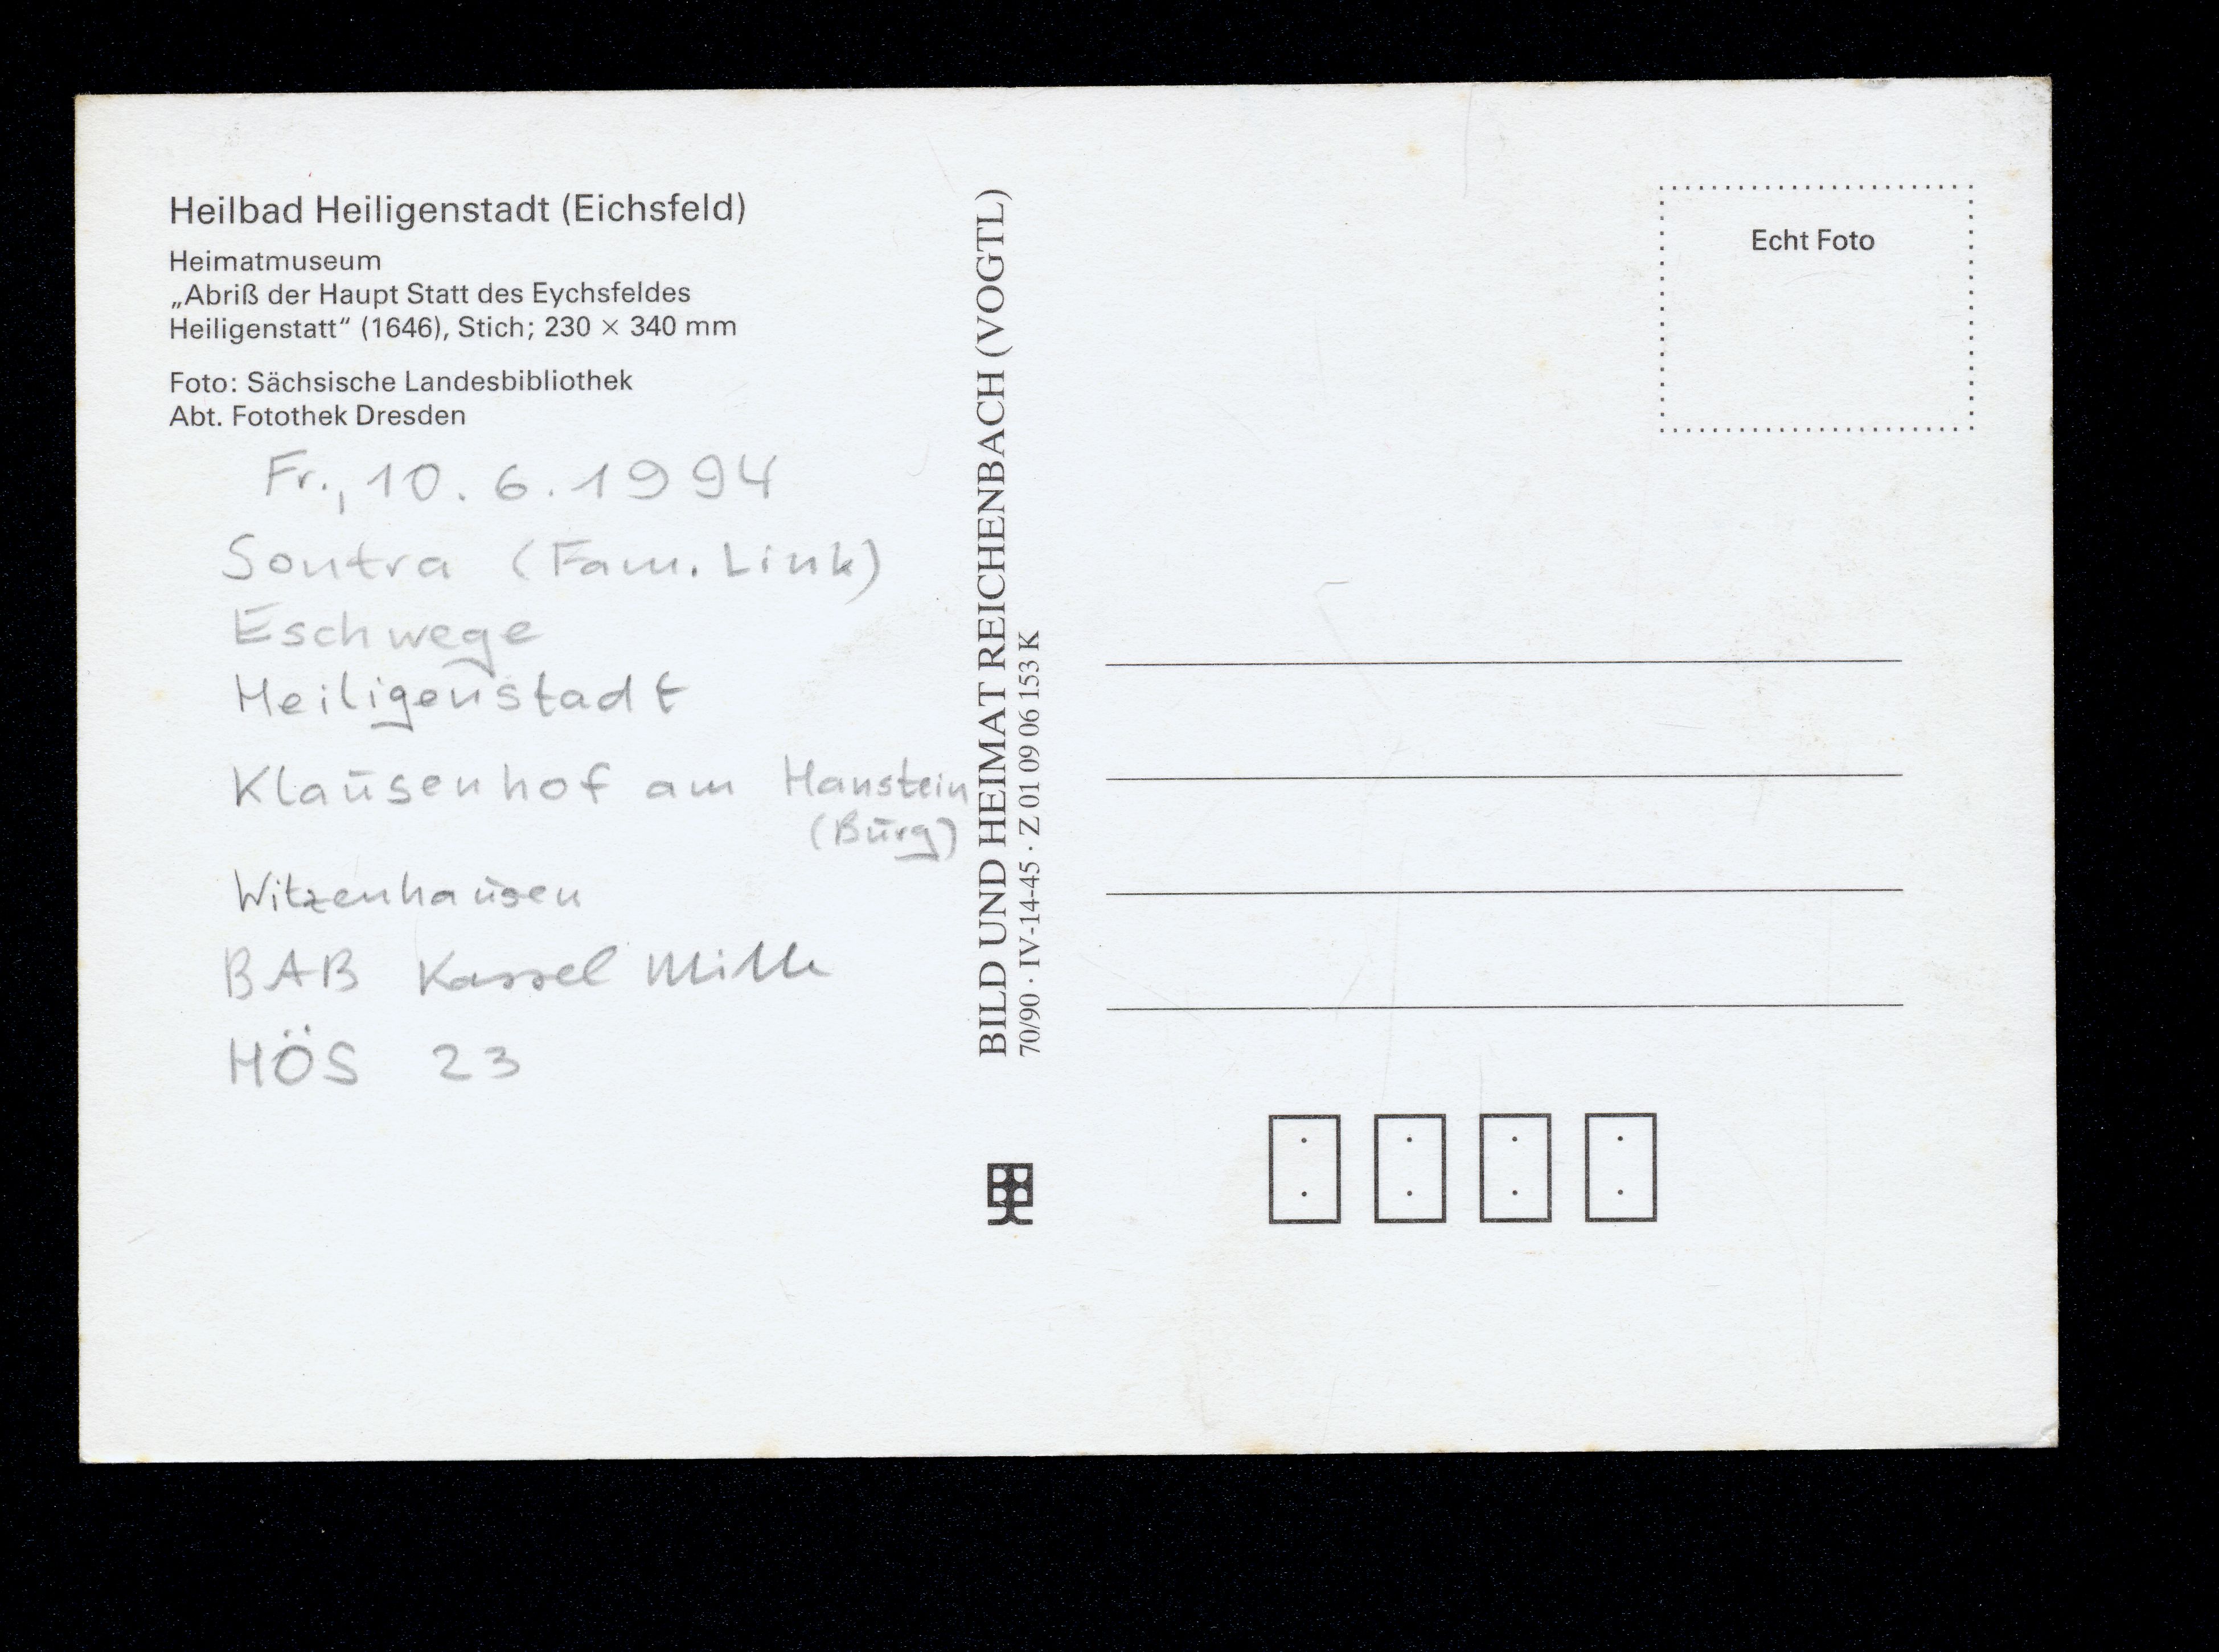 Heilbad Heiligenstadt (Eichsfeld)
Heimatmuseum
„Abriß der Haupt Statt des Eychsfeldes
Heiligenstatt“ (1646), Stich; 230 × 340 mm
Foto: Sächsische Landesbibliothek
Abt. Fotothek Dresden
Fr., 10. 6. 1994
Sontra (Fam. Link)
Eschwege
Heiligenstadt
Klausenhof am Hanstein
(Burg)
Witzenhausen
BAB Kassel Mitte
HÖS 23
BILD UND HEIMAT REICHENBACH (VOGTL)
70/90 · IV-14-45 · Z 01 09 06 153 K
Echt Foto